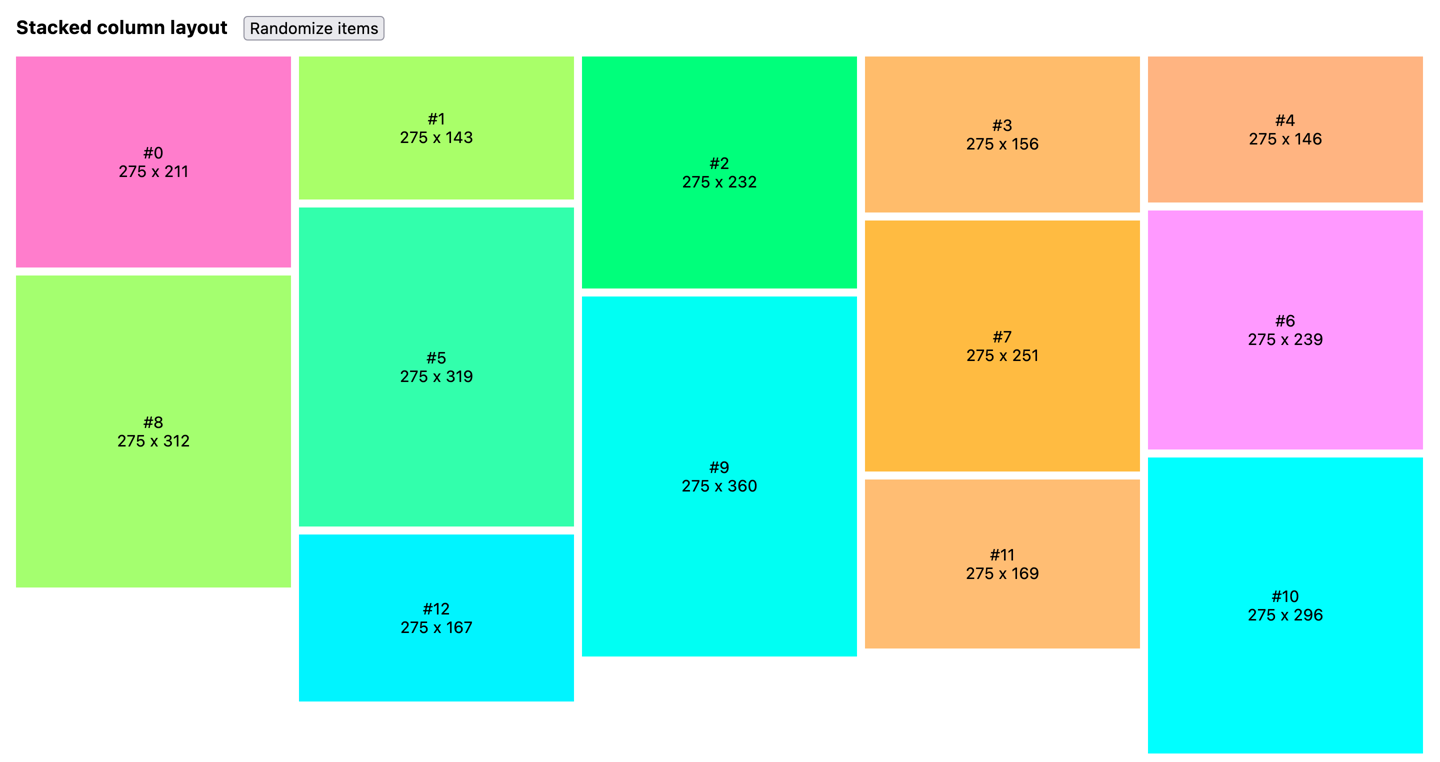 Stacked column layout
Randomize items
#0
275 x 211
#1
275 x 143
#2
275 x 232
#3
275 x 156
#4
275 x 146
#5
275 x 319
#6
275 x 239
#7
275 x 251
#8
275 x 312
#9
275 x 360
#10
275 x 296
#11
275 x 169
#12
275 x 167